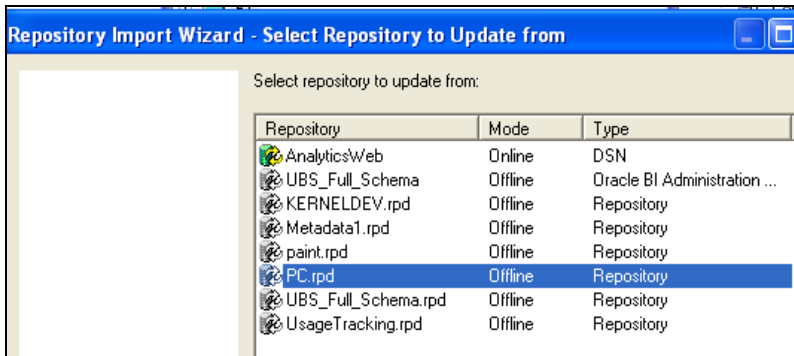 Repository Import Wizard - Select Repository to Update from
Select repository to update from:
Repository Mode Type
AnalyticsWeb Online DSN
UBS_Full_Schema Offline Oracle BI Administration ...
KERNELDEV.rpd Offline Repository
Metadata1.rpd Offline Repository
paint.rpd Offline Repository
PC.rpd Offline Repository
UBS_Full_Schema.rpd Offline Repository
UsageTracking.rpd Offline Repository